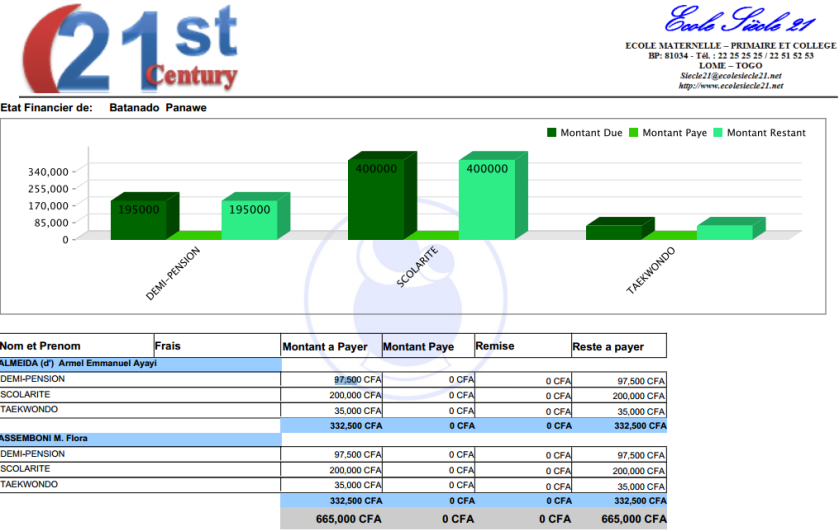 21st
Century
Ecole Siècle 21
ECOLE MATERNELLE – PRIMAIRE ET COLLEGE
BP: 81034 - Tél. : 22 25 25 25 / 22 51 52 53
LOME – TOGO
Siecle21@ecolesiecle21.net
http://www.ecolesiecle21.net
Etat Financier de: Batanado Panawe
Montant Due Montant Paye Montant Restant
340,000
255,000
170,000
85,000
0
195000 195000 400000 400000
DEMI-PENSION SCOLARITE TAEKWONDO
Nom et Prenom Frais Montant a Payer Montant Paye Remise Reste a payer
ALMEIDA (d') Armel Emmanuel Ayayi
DEMI-PENSION 97,500 CFA 0 CFA 0 CFA 97,500 CFA
SCOLARITE 200,000 CFA 0 CFA 0 CFA 200,000 CFA
TAEKWONDO 35,000 CFA 0 CFA 0 CFA 35,000 CFA
332,500 CFA 0 CFA 0 CFA 332,500 CFA
ASSEMBONI M. Flora
DEMI-PENSION 97,500 CFA 0 CFA 0 CFA 97,500 CFA
SCOLARITE 200,000 CFA 0 CFA 0 CFA 200,000 CFA
TAEKWONDO 35,000 CFA 0 CFA 0 CFA 35,000 CFA
332,500 CFA 0 CFA 0 CFA 332,500 CFA
665,000 CFA 0 CFA 0 CFA 665,000 CFA